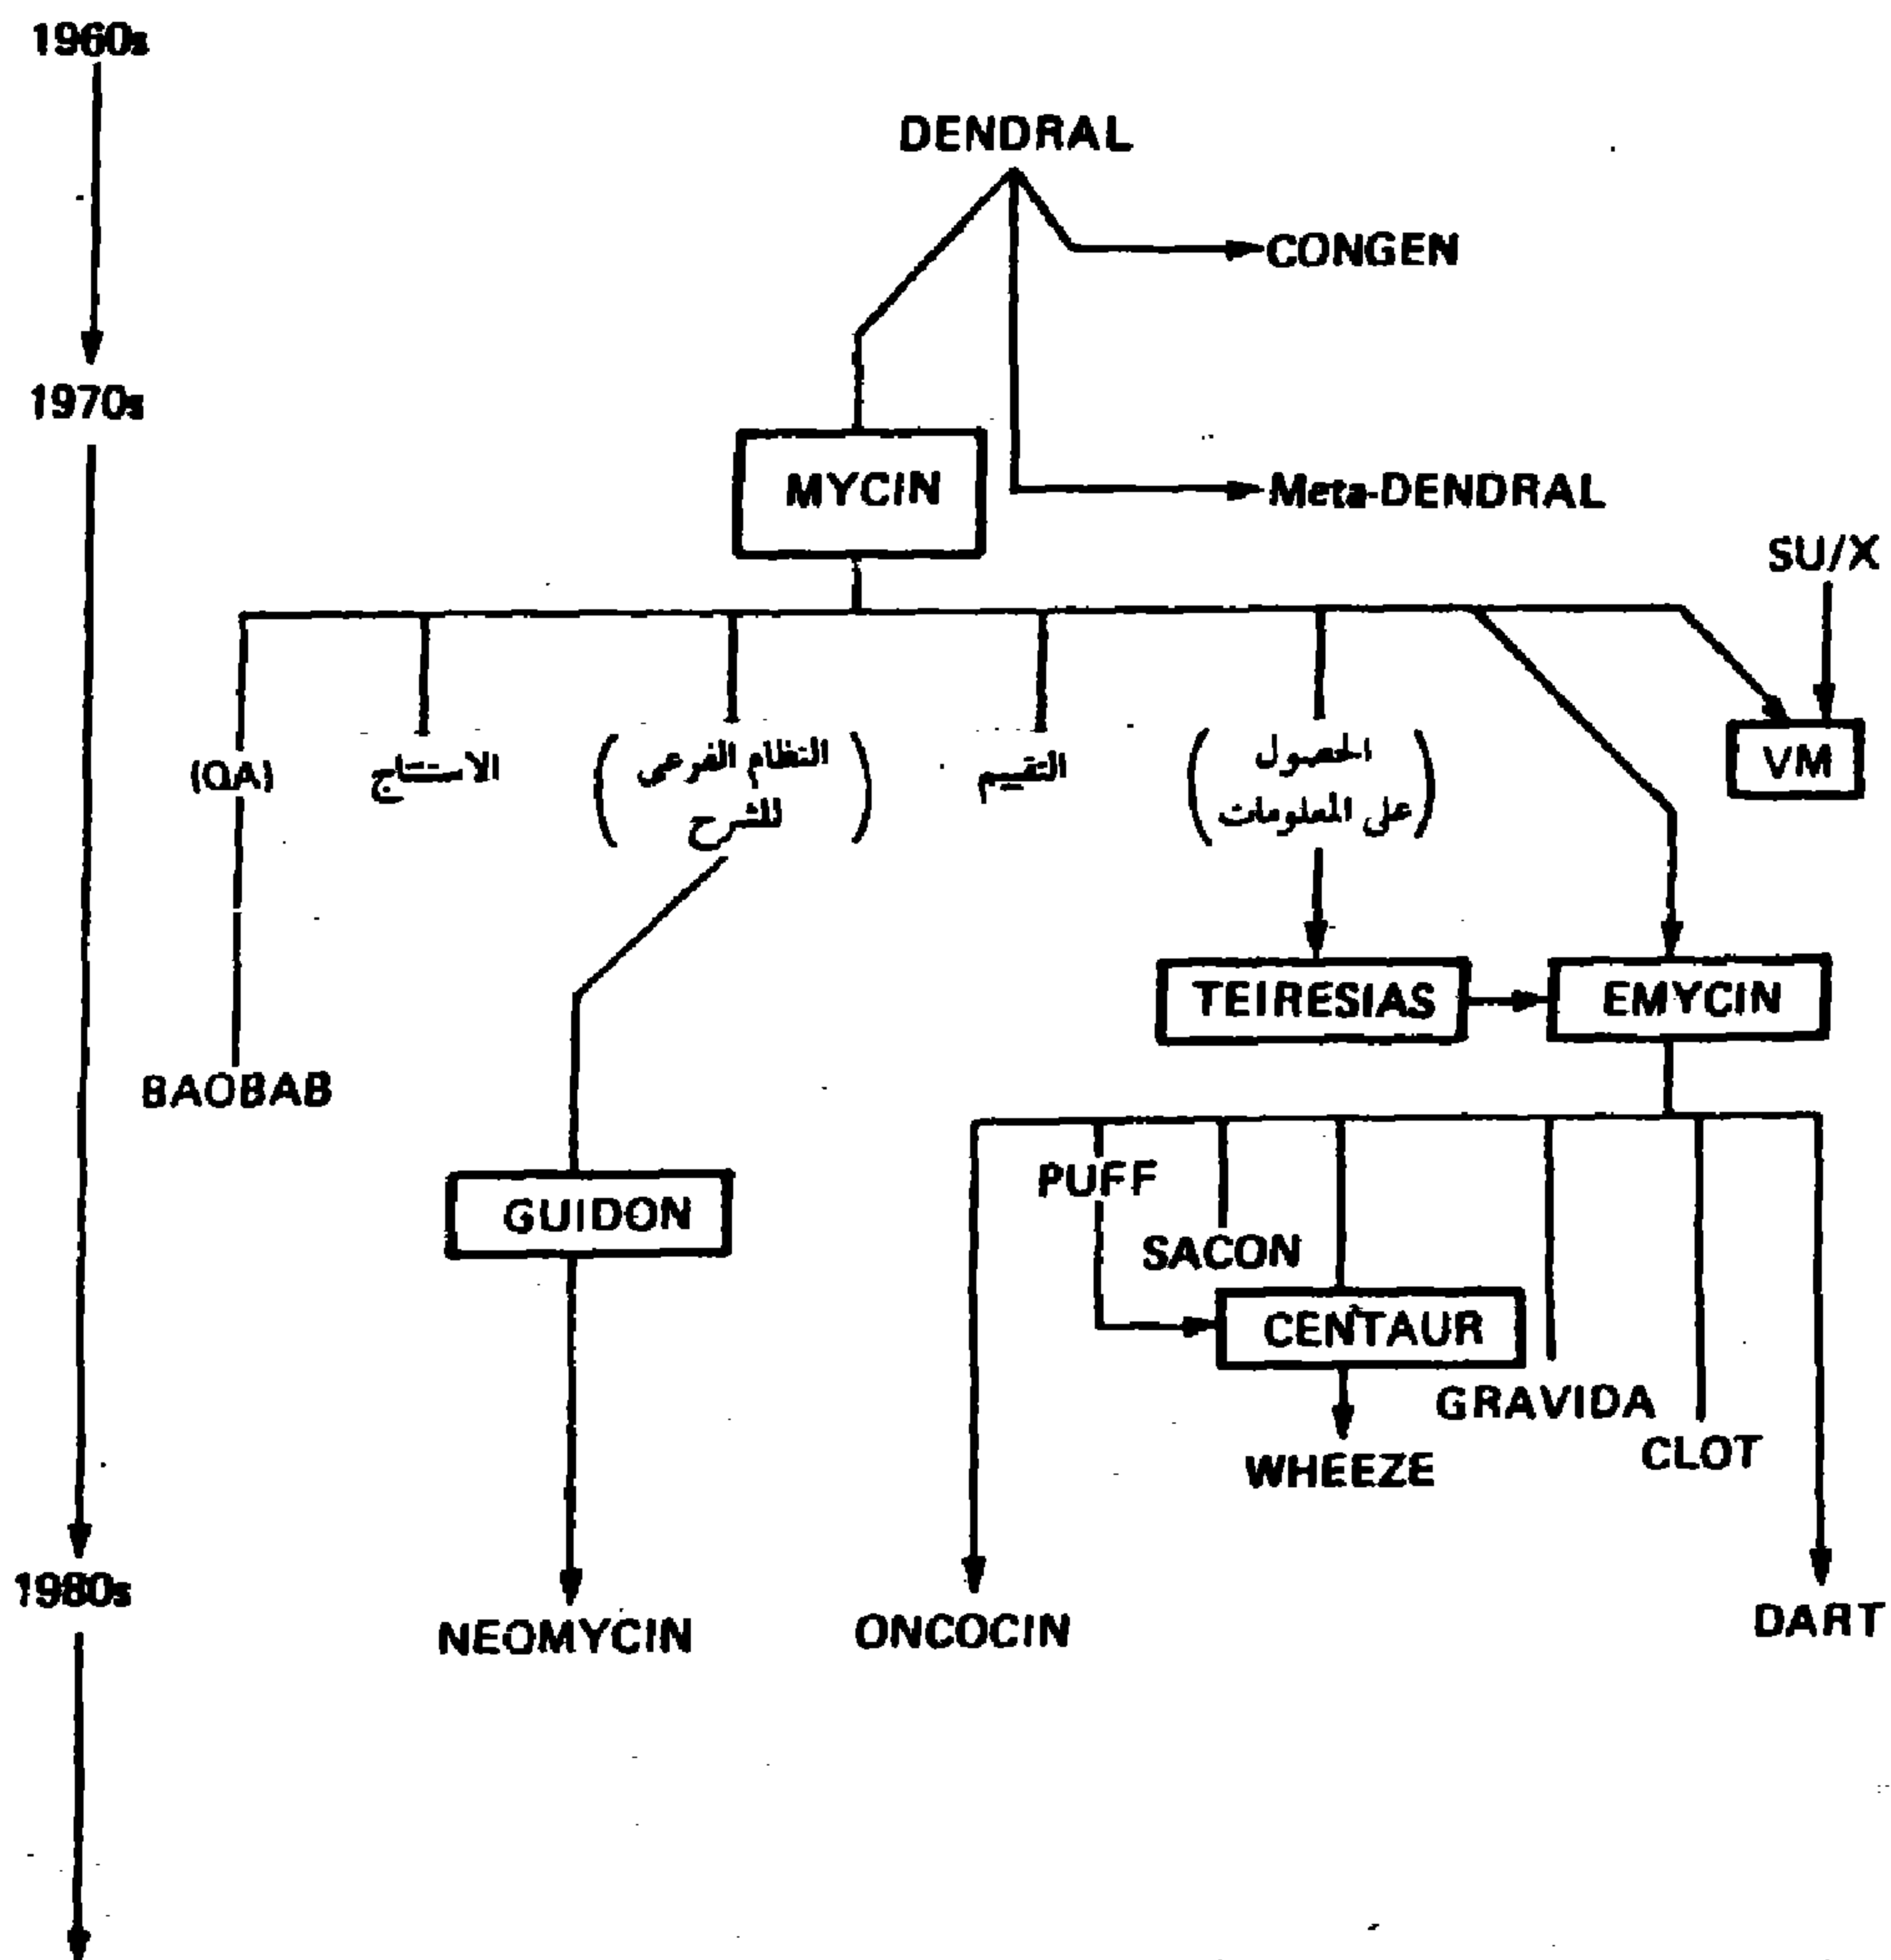 1960s
DENDRAL
CONGEN
1970s
MYCIN
Meta-DENDRAL
SU/X
(QA)
الاستنتاج
(النظام الفرعي
للشرح)
التقييم
(الحصول
على المعلومات)
VM
TEIRESIAS
EMYCIN
BAOBAB
PUFF
GUIDON
SACON
CENTAUR
GRAVIDA
CLOT
WHEEZE
1980s
NEOMYCIN
ONCOCIN
DART